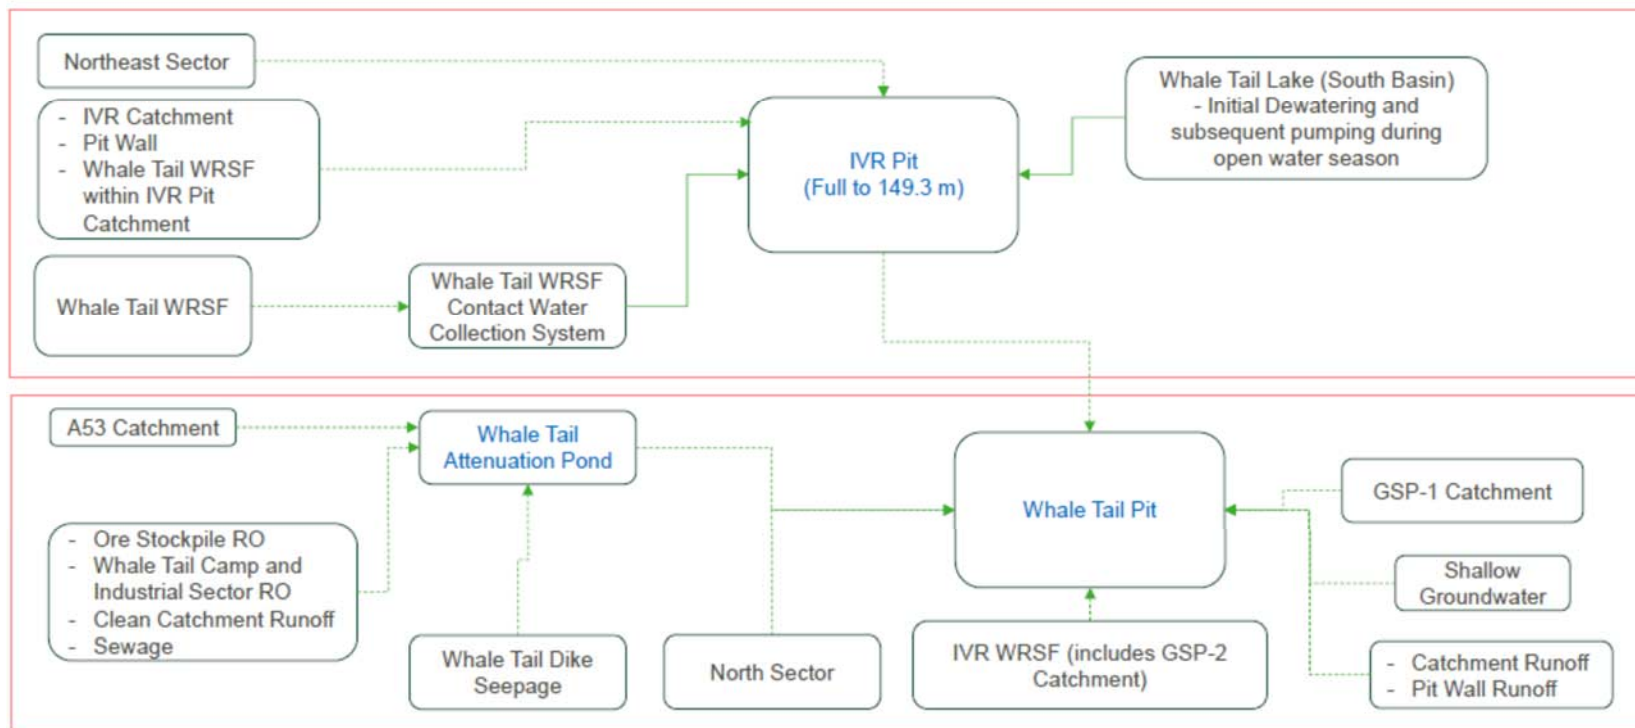 Northeast Sector
- IVR Catchment
- Pit Wall
- Whale Tail WRSF
within IVR Pit
Catchment
Whale Tail WRSF
Whale Tail WRSF
Contact Water
Collection System
IVR Pit
(Full to 149.3 m)
Whale Tail Lake (South Basin)
- Initial Dewatering and
subsequent pumping during
open water season
A53 Catchment
- Ore Stockpile RO
- Whale Tail Camp and
Industrial Sector RO
- Clean Catchment Runoff
- Sewage
Whale Tail
Attenuation Pond
Whale Tail Dike
Seepage
North Sector
Whale Tail Pit
IVR WRSF (includes GSP-2
Catchment)
GSP-1 Catchment
Shallow
Groundwater
- Catchment Runoff
- Pit Wall Runoff